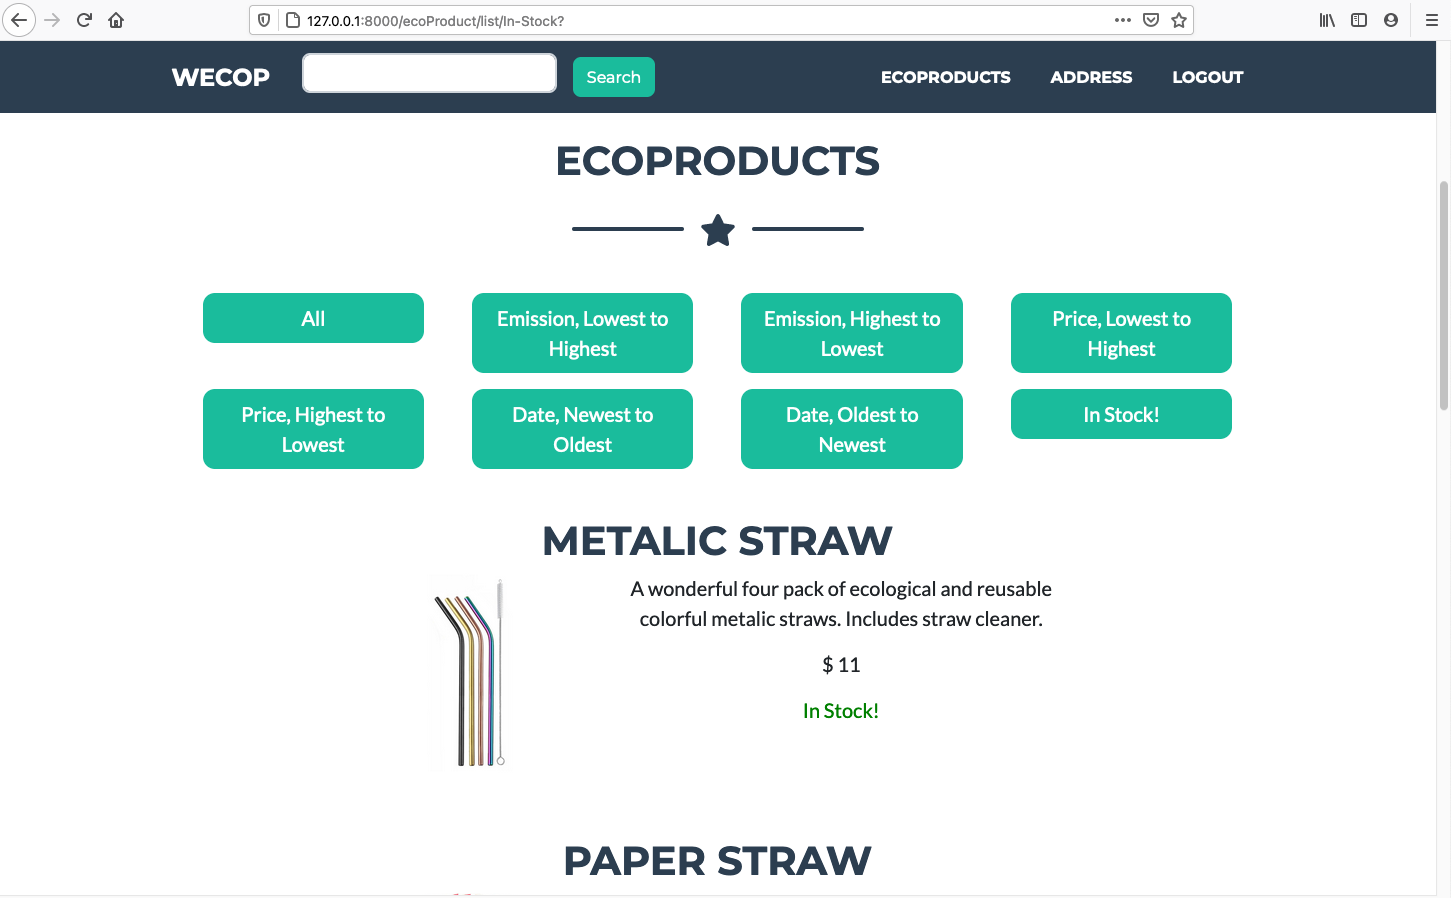 127.0.0.1:8000/ecoProduct/list/In-Stock?
WECOP
Search
ECOPRODUCTS
ADDRESS
LOGOUT
ECOPRODUCTS
All
Emission, Lowest to
Highest
Emission, Highest to
Lowest
Price, Lowest to
Highest
Price, Highest to
Lowest
Date, Newest to
Oldest
Date, Oldest to
Newest
In Stock!
METALIC STRAW
A wonderful four pack of ecological and reusable
colorful metalic straws. Includes straw cleaner.
$ 11
In Stock!
PAPER STRAW